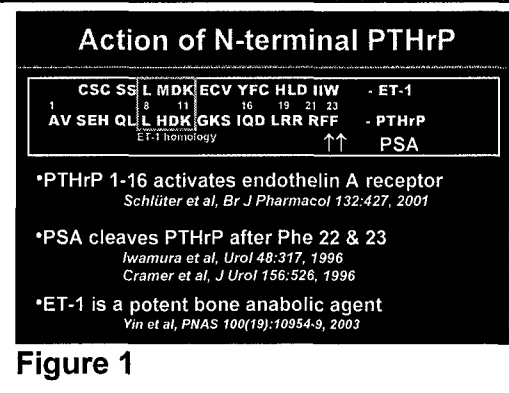 Action of N-terminal PTHrP
CSC SS L MDK ECV YFC HLD IIW - ET-1
1 8 11 16 19 21 23
AV SEH QL L HDK GKS IQD LRR RFF - PTHrP
ET-1 homology ↑↑ PSA
•PTHrP 1-16 activates endothelin A receptor
Schlüter et al, Br J Pharmacol 132:427, 2001
•PSA cleaves PTHrP after Phe 22 & 23
Iwamura et al, Urol 48:317, 1996
Cramer et al, J Urol 156:526, 1996
•ET-1 is a potent bone anabolic agent
Yin et al, PNAS 100(19):10954-9, 2003
Figure 1